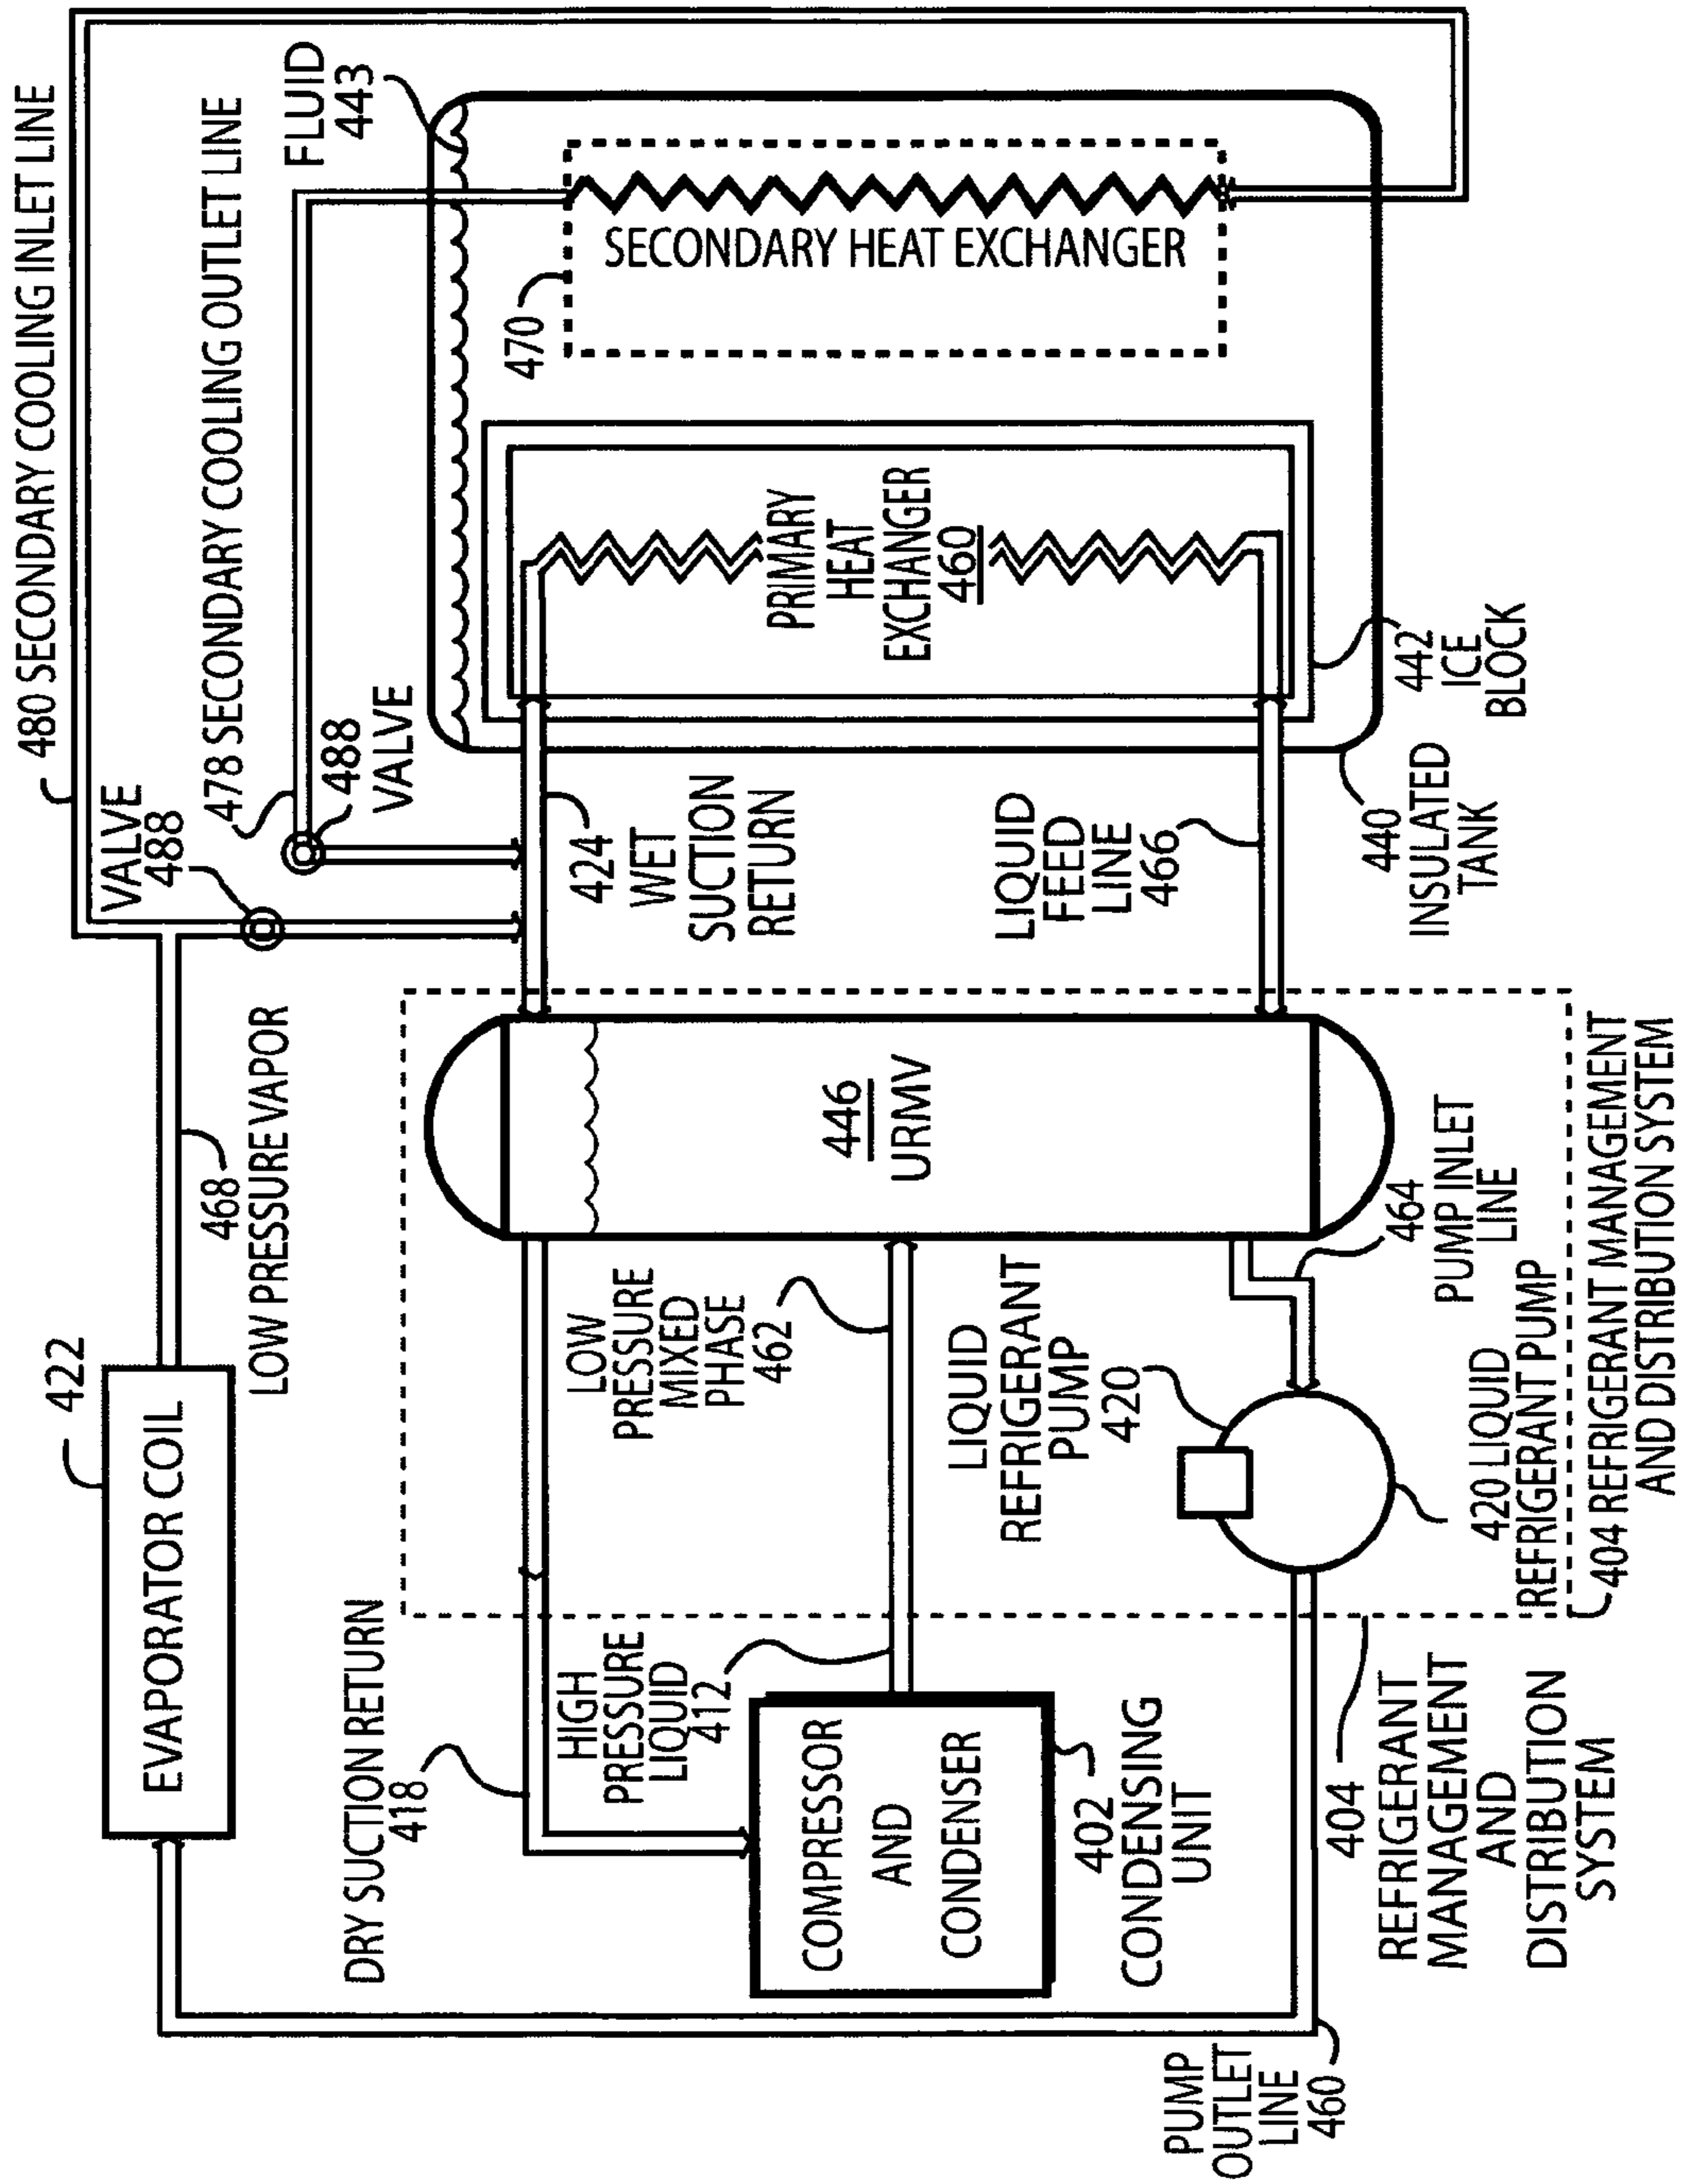 480 SECONDARY COOLING INLET LINE
478 SECONDARY COOLING OUTLET LINE
FLUID
443
VALVE
488
488
VALVE
422
EVAPORATOR COIL
468
LOW PRESSURE VAPOR
470
SECONDARY HEAT EXCHANGER
PRIMARY
HEAT
EXCHANGER
460
442
ICE
BLOCK
440
INSULATED
TANK
424
WET
SUCTION
RETURN
LIQUID
FEED
LINE
466
446
URMV
DRY SUCTION RETURN
418
LOW
PRESSURE
MIXED
PHASE
462
HIGH
PRESSURE
LIQUID
412
COMPRESSOR
AND
CONDENSER
402
CONDENSING
UNIT
LIQUID
REFRIGERANT
PUMP
420
464
PUMP INLET
LINE
420 LIQUID
REFRIGERANT PUMP
404 REFRIGERANT MANAGEMENT
AND DISTRIBUTION SYSTEM
404
REFRIGERANT
MANAGEMENT
AND
DISTRIBUTION
SYSTEM
PUMP
OUTLET
LINE
460